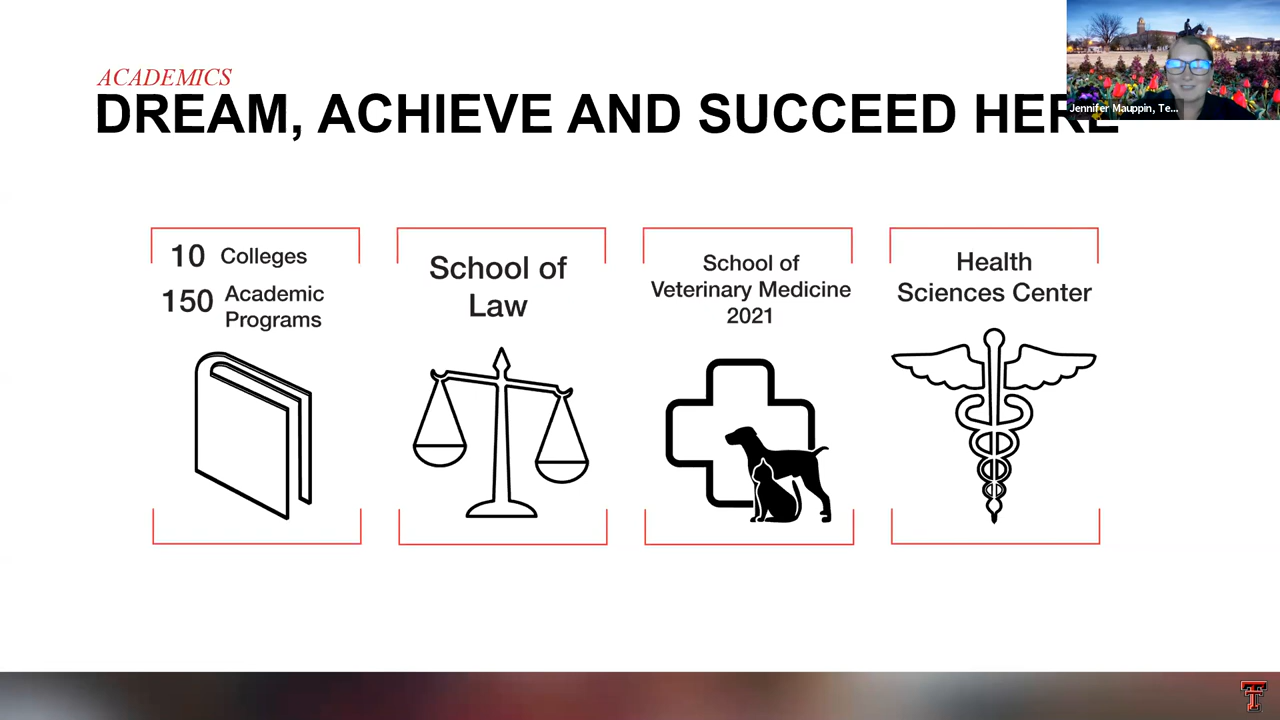 ACADEMICS
DREAM, ACHIEVE AND SUCCEED HERE
Jennifer Mauppin, Te...
10 Colleges
150 Academic
Programs
School of
Law
School of
Veterinary Medicine
2021
Health
Sciences Center